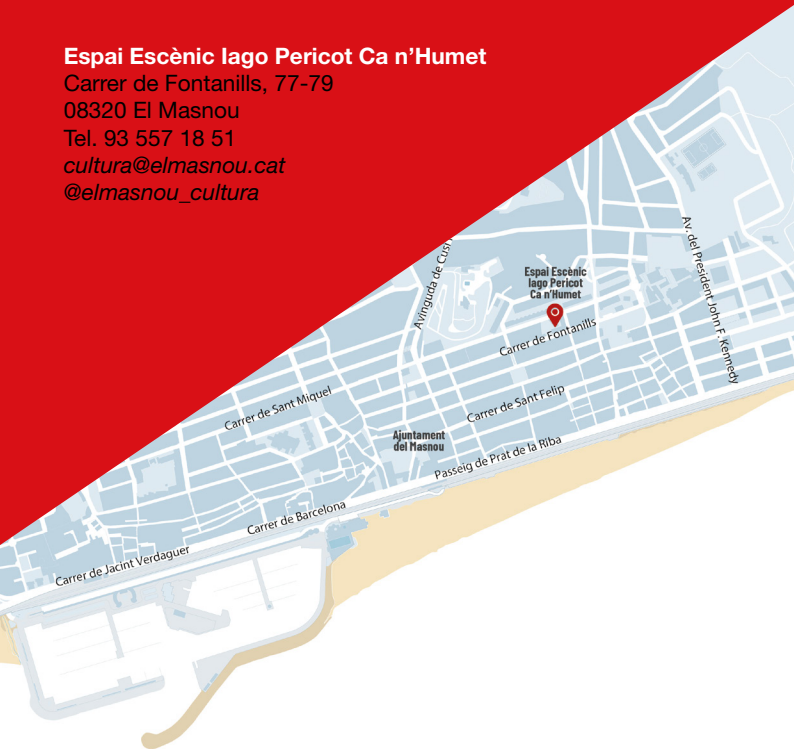 Espai Escènic Iago Pericot Ca n’Humet
Carrer de Fontanills, 77-79
08320 El Masnou
Tel. 93 557 18 51
cultura@elmasnou.cat
@elmasnou_cultura
Avinguda de Cusí
Espai Escènic
Iago Pericot
Ca n’Humet
Av. del President John F. Kennedy
Carrer de Fontanills
Carrer de Sant Miquel
Carrer de Sant Felip
Ajuntament
del Masnou
Passeig de Prat de la Riba
Carrer de Barcelona
Carrer de Jacint Verdaguer